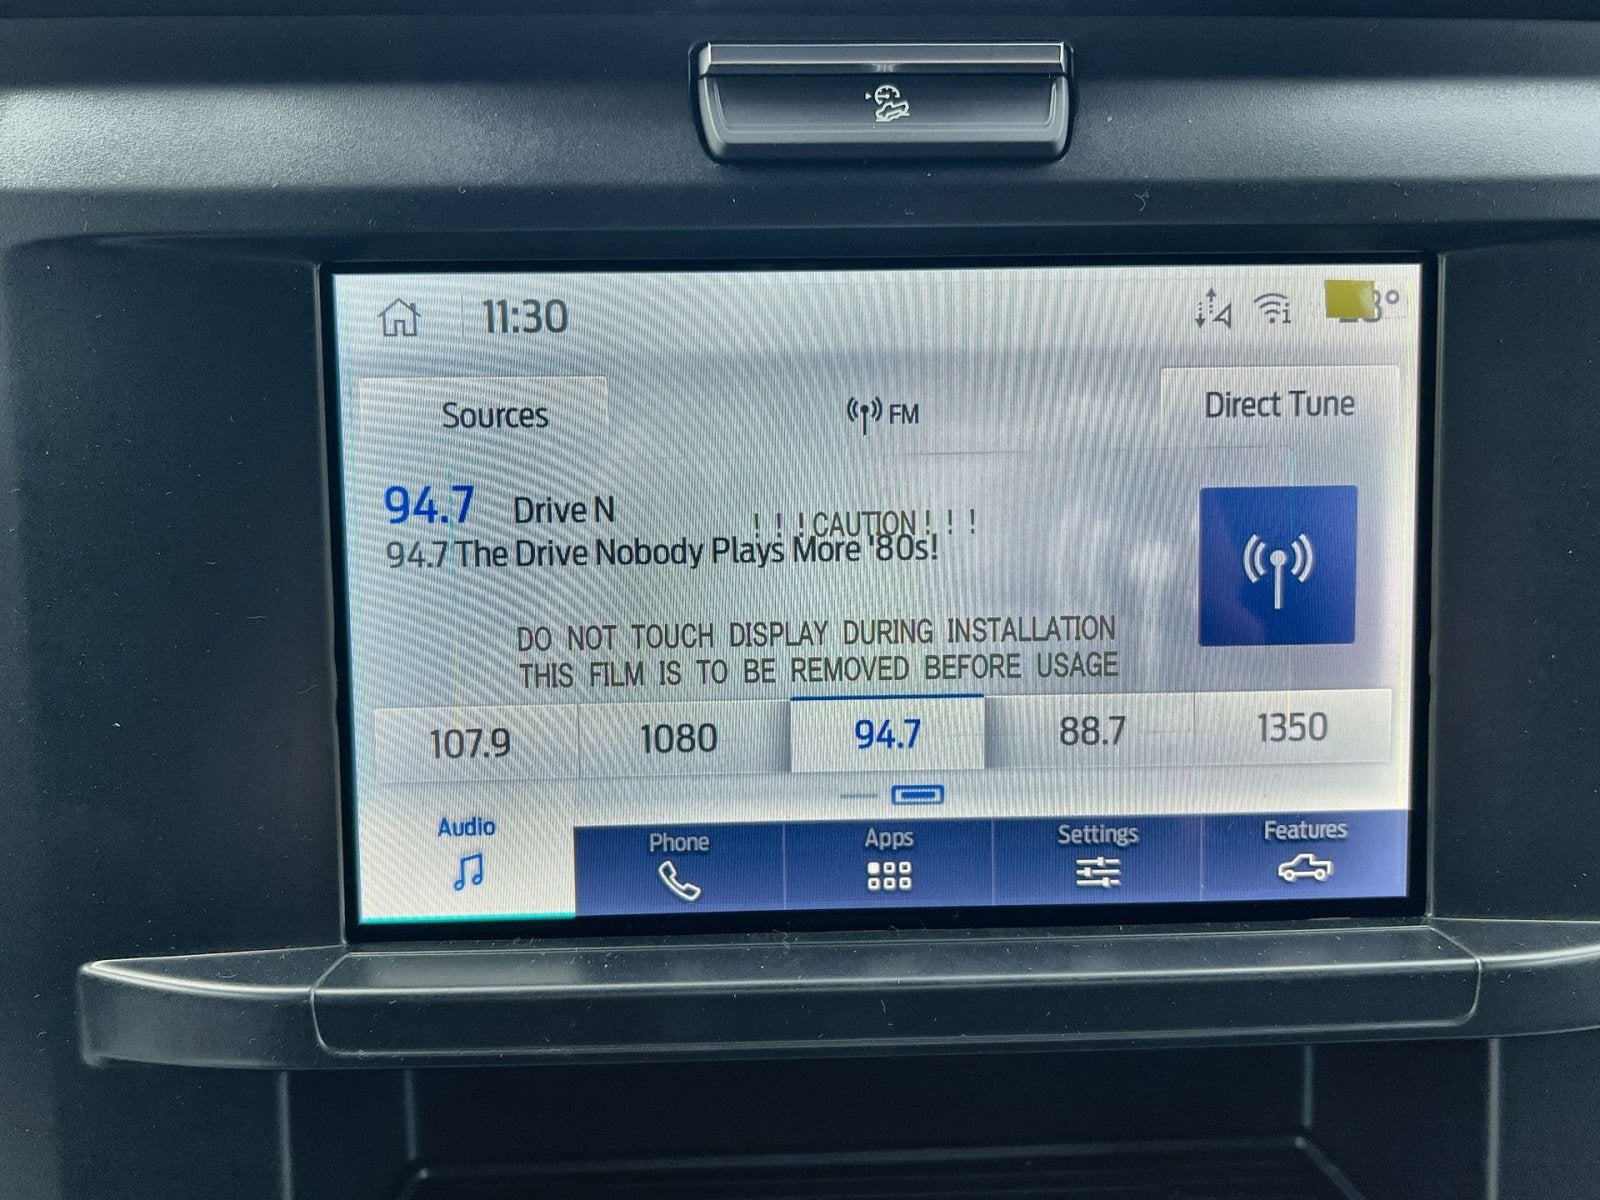 11:30
Sources
FM
Direct Tune
94.7 Drive N
! ! ! CAUTION ! ! !
94.7 The Drive Nobody Plays More '80s!
DO NOT TOUCH DISPLAY DURING INSTALLATION
THIS FILM IS TO BE REMOVED BEFORE USAGE
107.9 1080 94.7 88.7 1350
Audio Phone Apps Settings Features